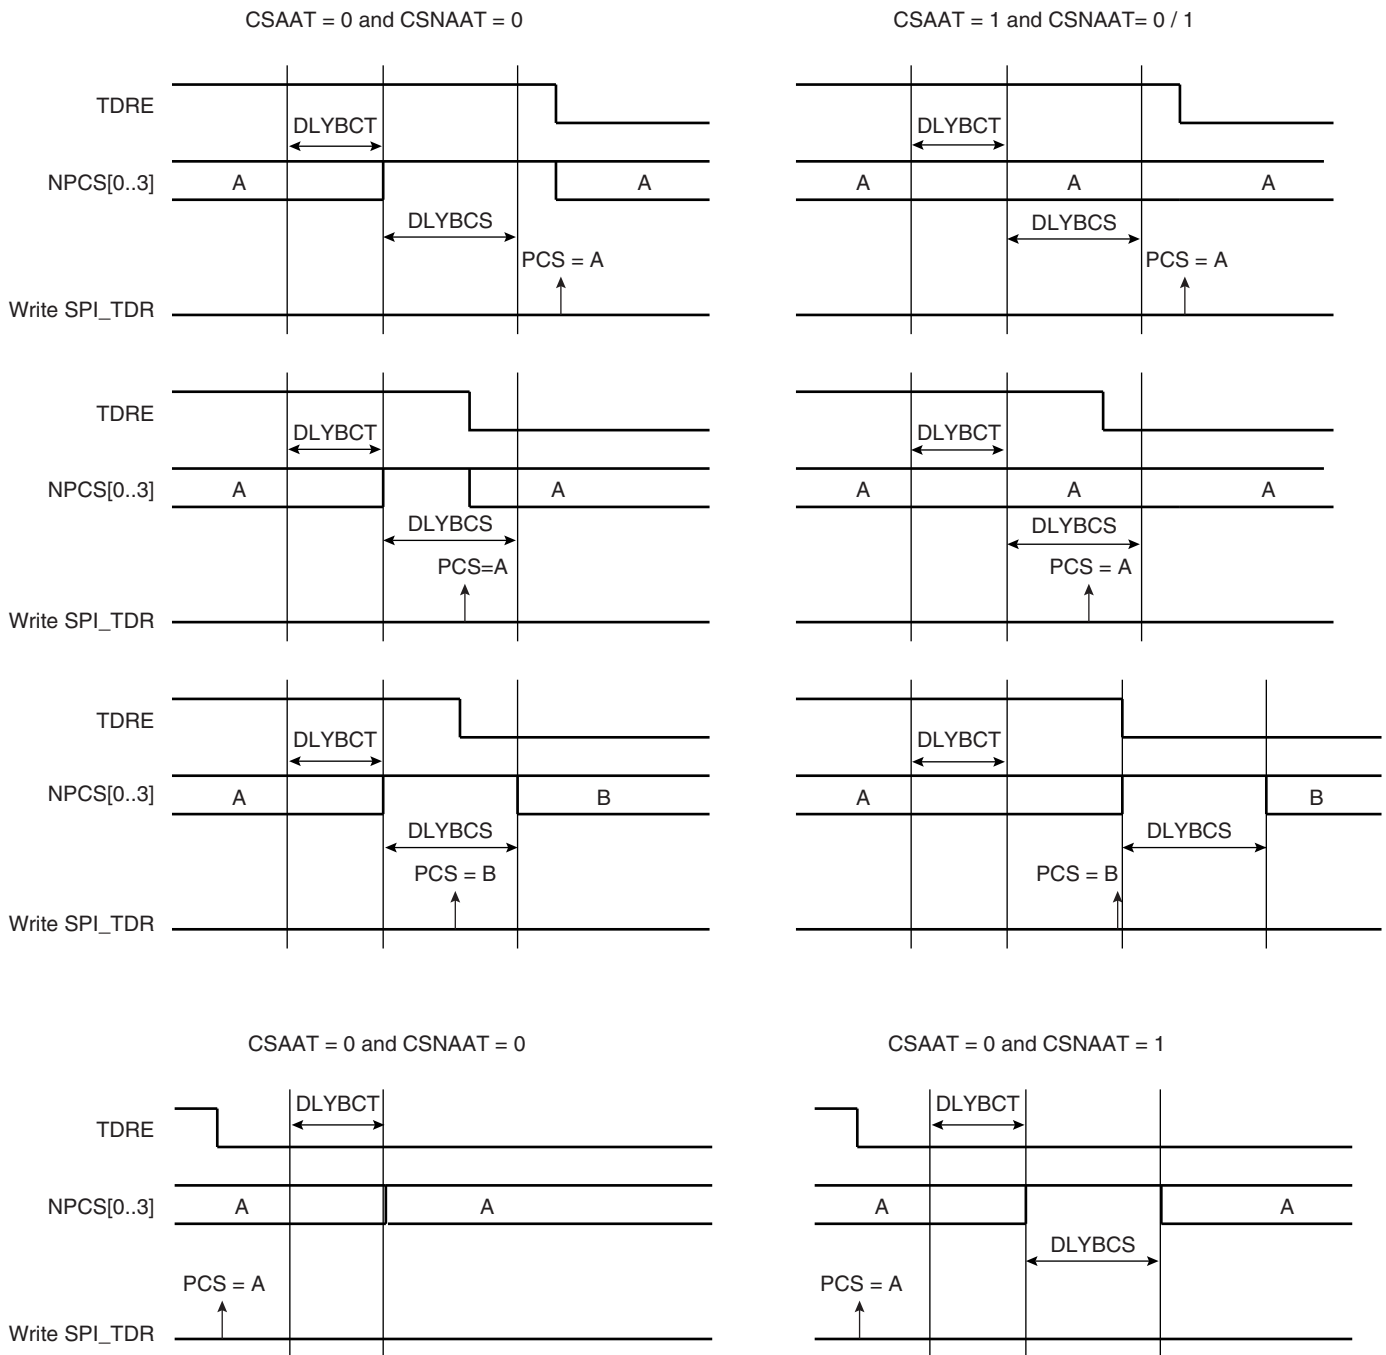 CSAAT = 0 and CSNAAT = 0
CSAAT = 1 and CSNAAT= 0 / 1
TDRE
DLYBCT
DLYBCT
NPCS[0..3]
A
A
A
A
A
DLYBCS
DLYBCS
PCS = A
PCS = A
Write SPI_TDR
TDRE
DLYBCT
DLYBCT
NPCS[0..3]
A
A
A
A
A
DLYBCS
DLYBCS
PCS=A
PCS = A
Write SPI_TDR
TDRE
DLYBCT
DLYBCT
NPCS[0..3]
A
B
A
B
DLYBCS
DLYBCS
PCS = B
PCS = B
Write SPI_TDR
CSAAT = 0 and CSNAAT = 0
CSAAT = 0 and CSNAAT = 1
DLYBCT
DLYBCT
TDRE
NPCS[0..3]
A
A
A
A
DLYBCS
PCS = A
PCS = A
Write SPI_TDR